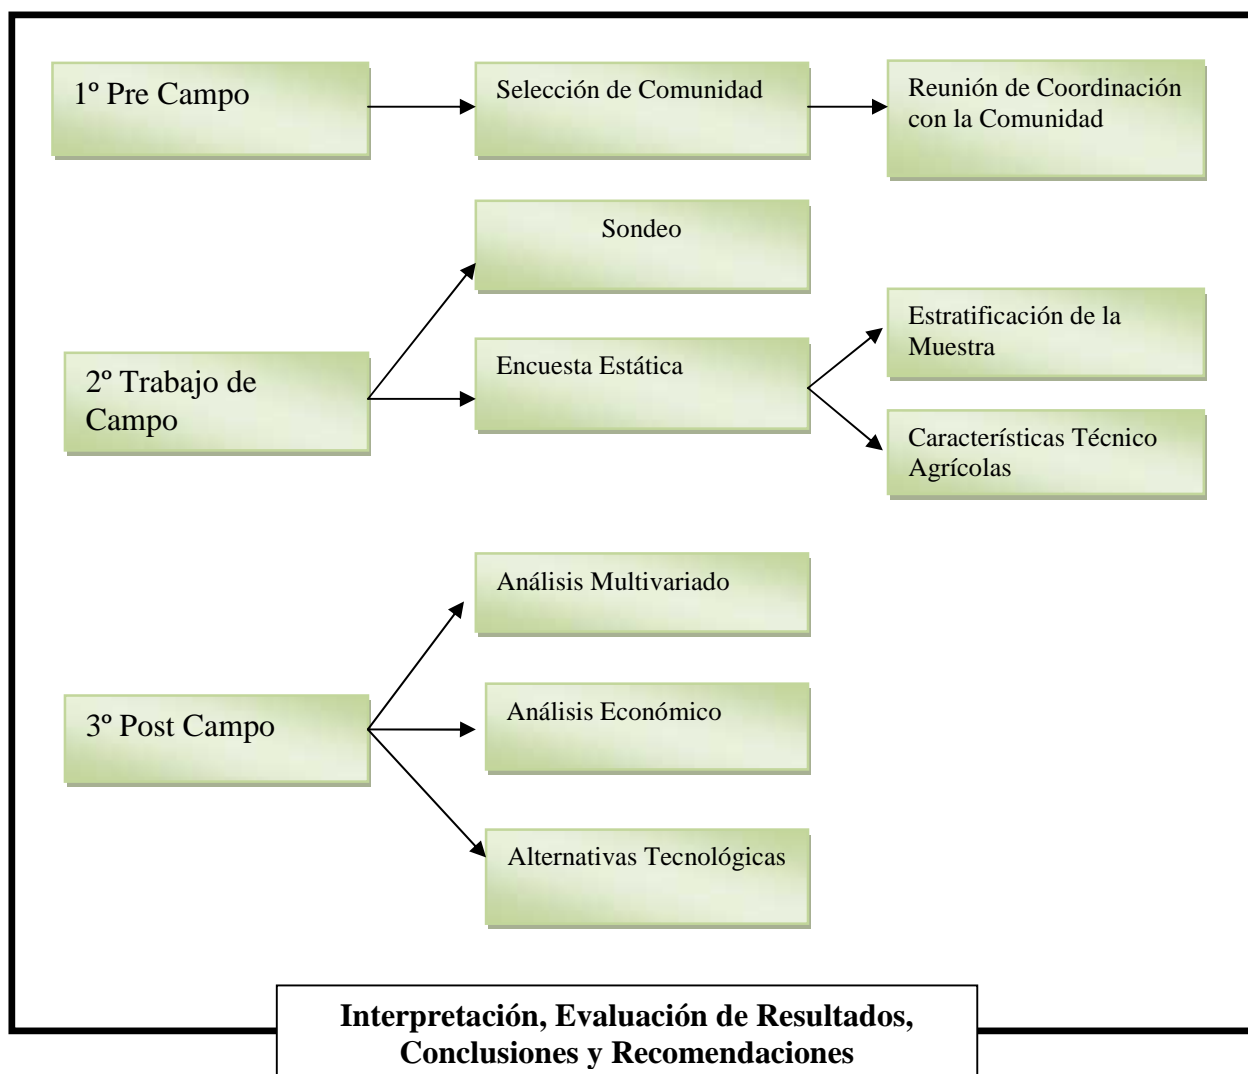 1º Pre Campo
Selección de Comunidad
Reunión de Coordinación
con la Comunidad
Sondeo
2º Trabajo de
Campo
Encuesta Estática
Estratificación de la
Muestra
Características Técnico
Agrícolas
3º Post Campo
Análisis Multivariado
Análisis Económico
Alternativas Tecnológicas
Interpretación, Evaluación de Resultados,
Conclusiones y Recomendaciones